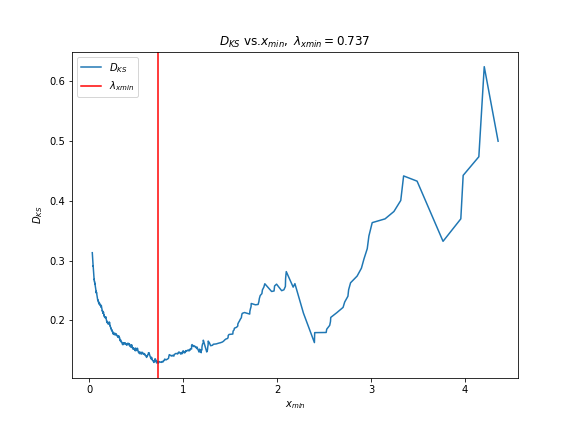 D_KS vs.x_min, λ_xmin = 0.737
D_KS
λ_xmin
0.6
0.5
0.4
0.3
0.2
D_KS
0 1 2 3 4
x_min